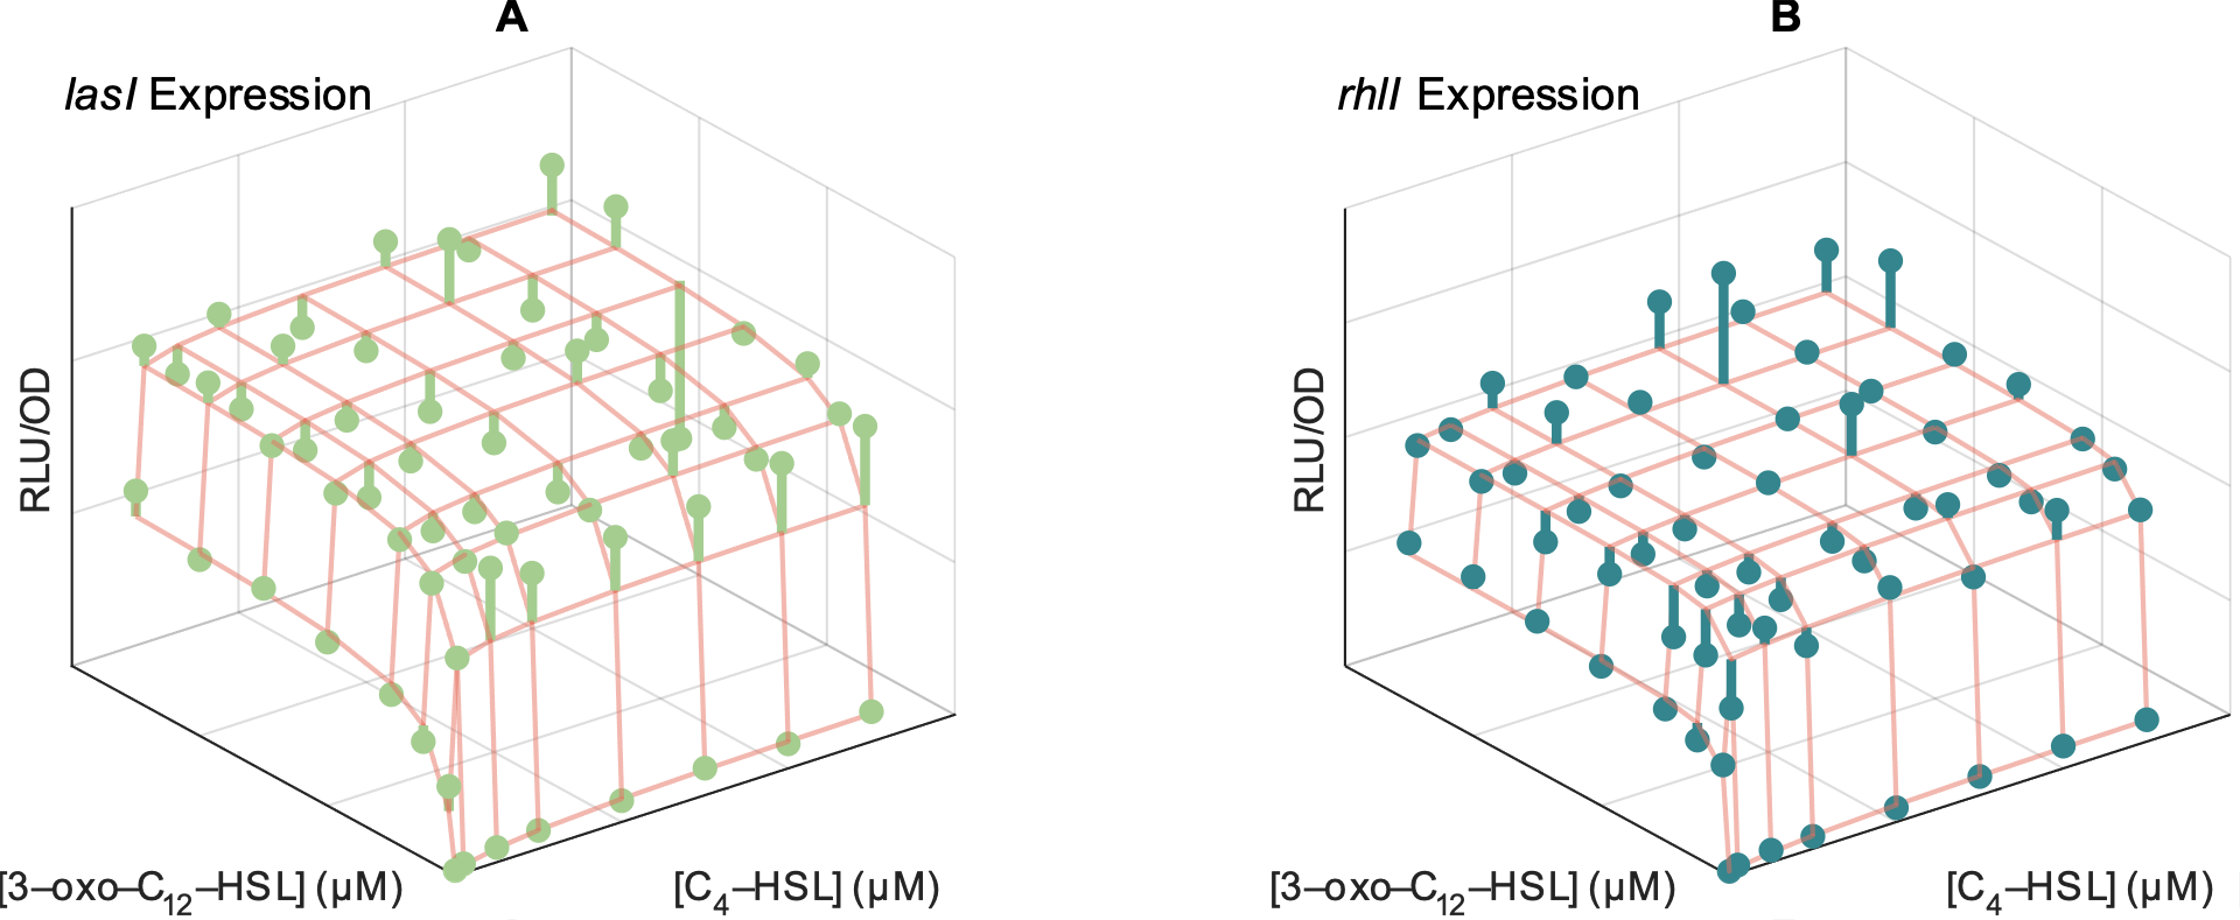 A
lasI Expression
RLU/OD
[3–oxo–C12–HSL] (μM)
[C4–HSL] (μM)
B
rhlI Expression
RLU/OD
[3–oxo–C12–HSL] (μM)
[C4–HSL] (μM)